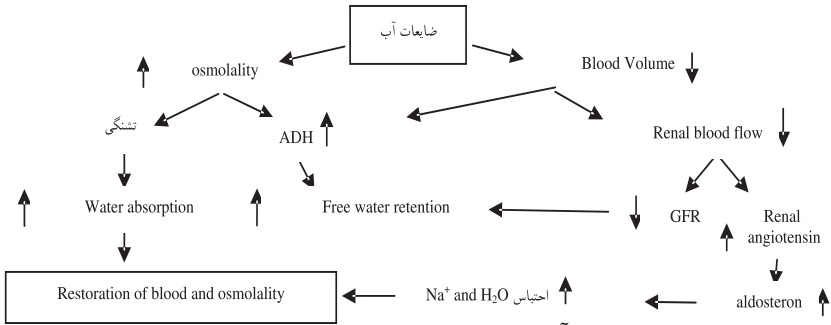 ضایعات آب
osmolality
Blood Volume
تشنگی
ADH
Renal blood flow
Water absorption
Free water retention
GFR
Renal
angiotensin
Restoration of blood and osmolality
احتباس Na⁺ and H₂O
aldosteron